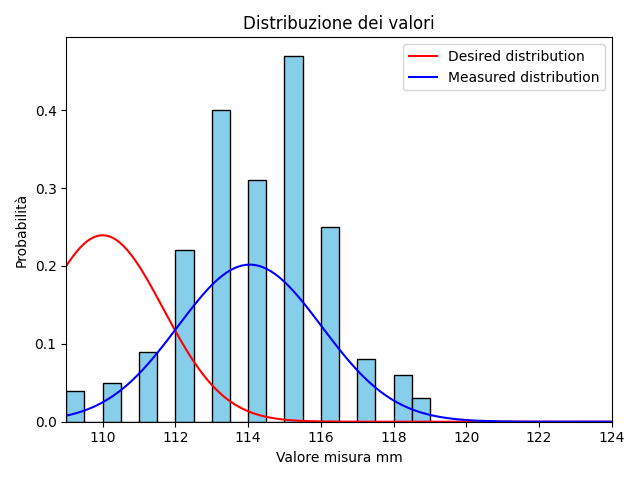 Distribuzione dei valori
Desired distribution
Measured distribution
Probabilità
0.4
0.3
0.2
0.1
0.0
110 112 114 116 118 120 122 124
Valore misura mm